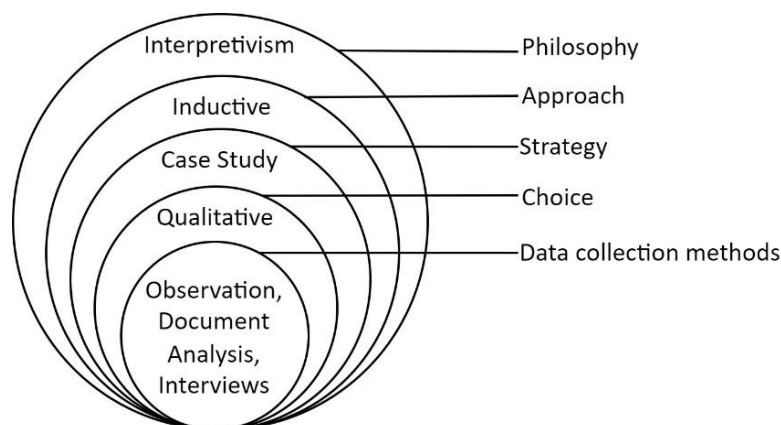 Interpretivism
Philosophy
Inductive
Approach
Case Study
Strategy
Qualitative
Choice
Data collection methods
Observation,
Document
Analysis,
Interviews